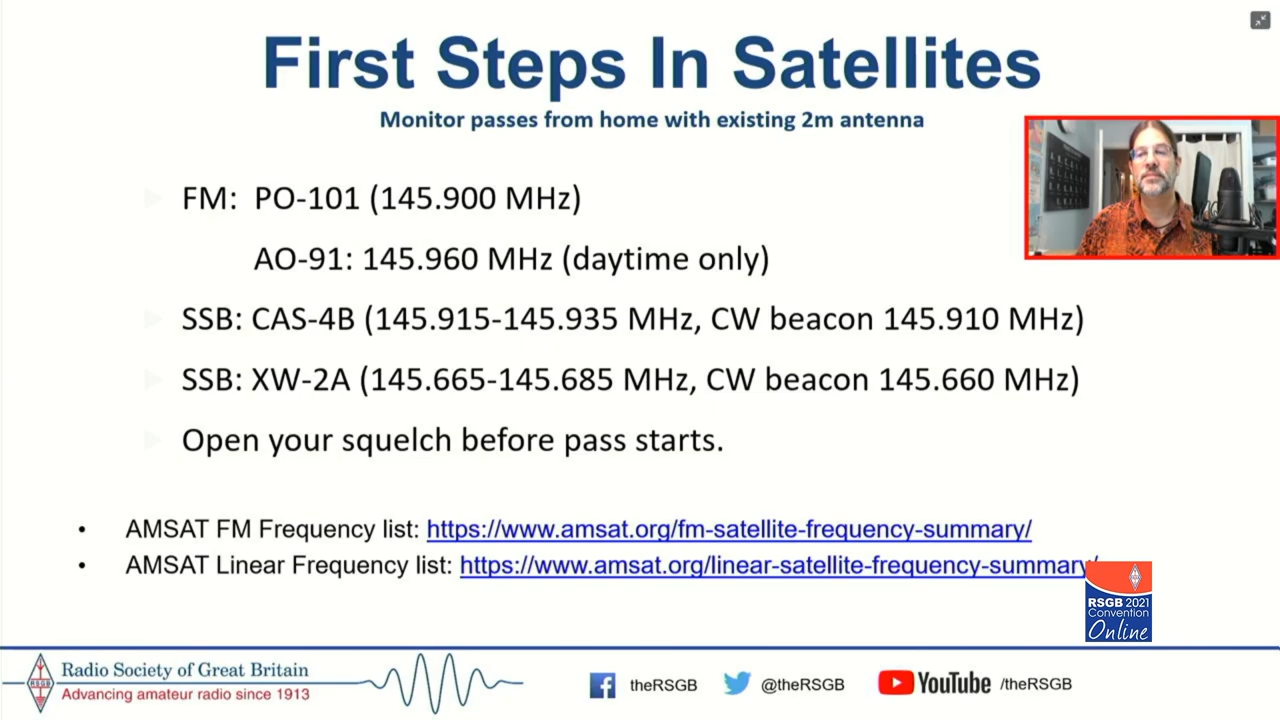 First Steps In Satellites
Monitor passes from home with existing 2m antenna
FM: PO-101 (145.900 MHz)
AO-91: 145.960 MHz (daytime only)
SSB: CAS-4B (145.915-145.935 MHz, CW beacon 145.910 MHz)
SSB: XW-2A (145.665-145.685 MHz, CW beacon 145.660 MHz)
Open your squelch before pass starts.
• AMSAT FM Frequency list: https://www.amsat.org/fm-satellite-frequency-summary/
• AMSAT Linear Frequency list: https://www.amsat.org/linear-satellite-frequency-summary/
RSGB 2021
Convention
Online
RSGB
Radio Society of Great Britain
Advancing amateur radio since 1913
theRSGB
@theRSGB
YouTube /theRSGB